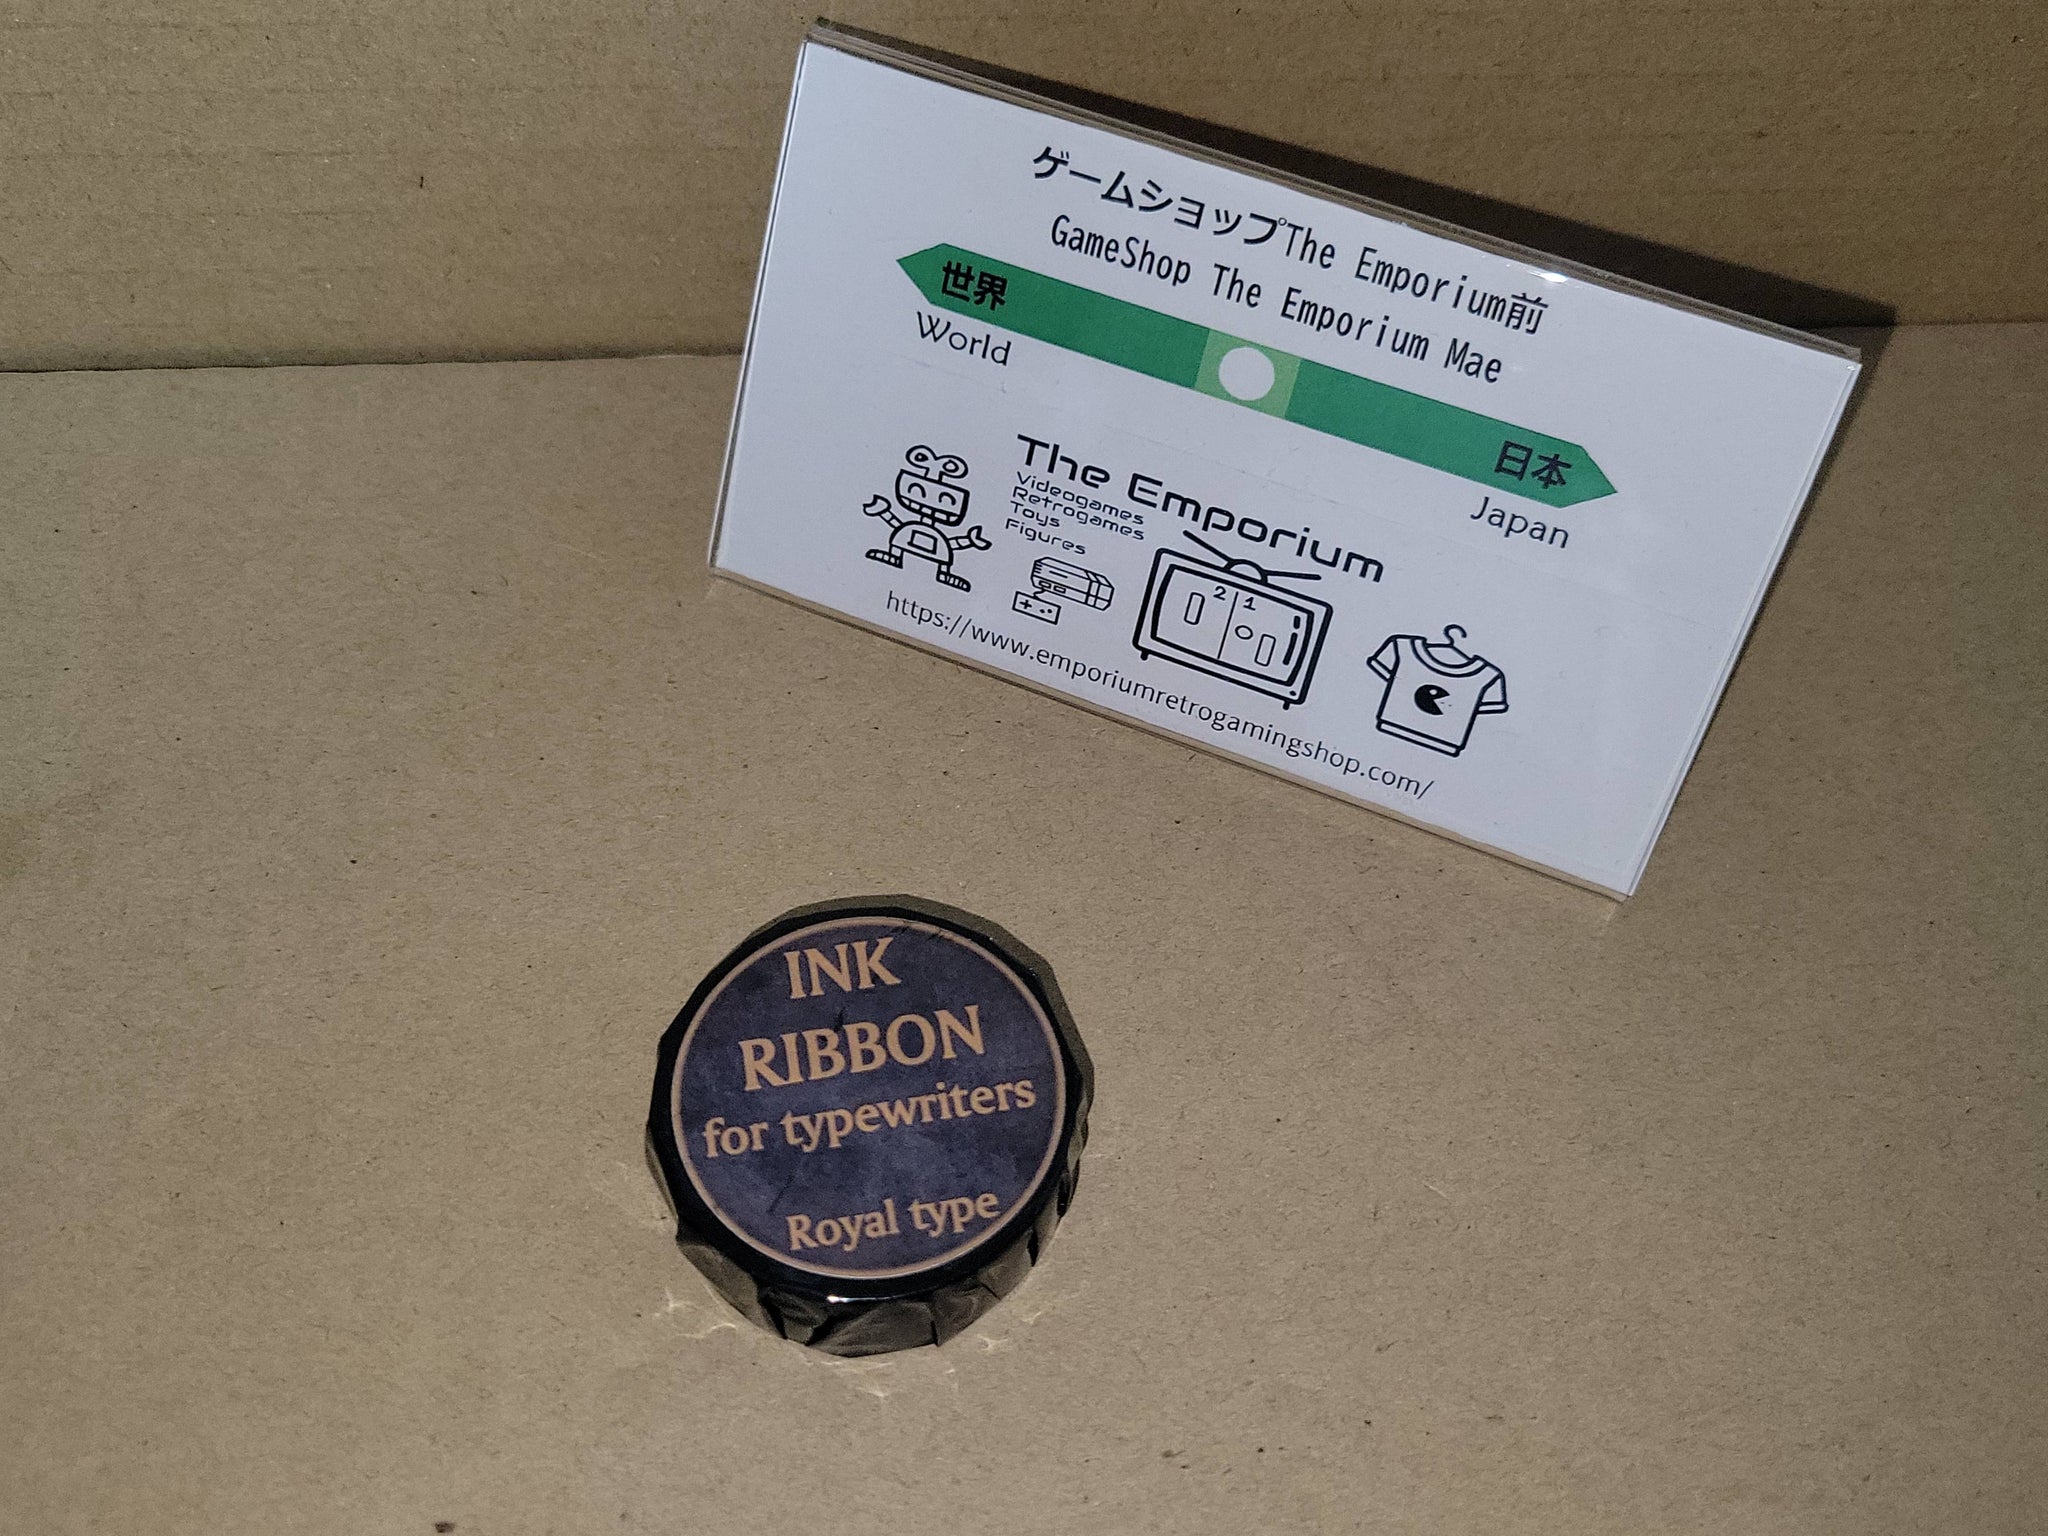 ゲームショップThe Emporium前
GameShop The Emporium Mae
世界
World
日本
Japan
The Emporium
Videogames
Retrogames
Toys
Figures
2 1
https://www.emporiumretrogamingshop.com/
INK
RIBBON
for typewriters
Royal type